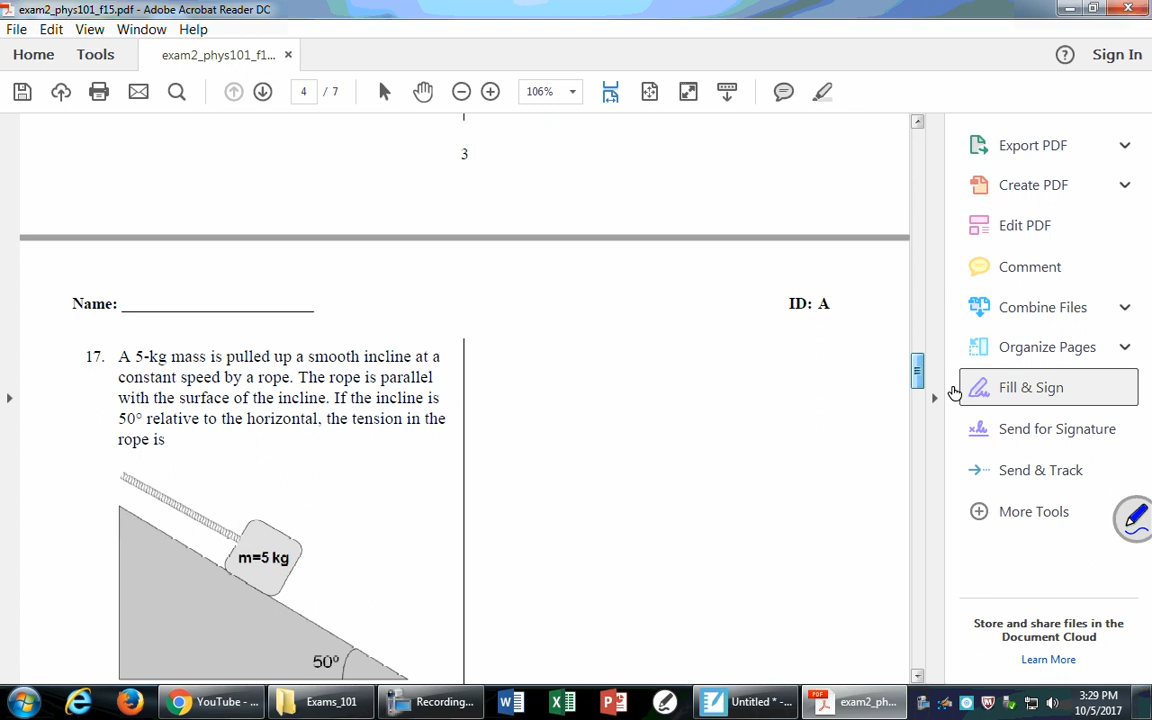 exam2_phys101_f15.pdf - Adobe Acrobat Reader DC
File Edit View Window Help
Home Tools exam2_phys101_f1... × Sign In
4 / 7 106%
3
Name: ____________________ ID: A
17. A 5-kg mass is pulled up a smooth incline at a
constant speed by a rope. The rope is parallel
with the surface of the incline. If the incline is
50° relative to the horizontal, the tension in the
rope is
m=5 kg
50º
Export PDF
Create PDF
Edit PDF
Comment
Combine Files
Organize Pages
Fill & Sign
Send for Signature
Send & Track
More Tools
Store and share files in the
Document Cloud
Learn More
YouTube - ... Exams_101 Recording... Untitled * -... exam2_ph... 3:29 PM
10/5/2017